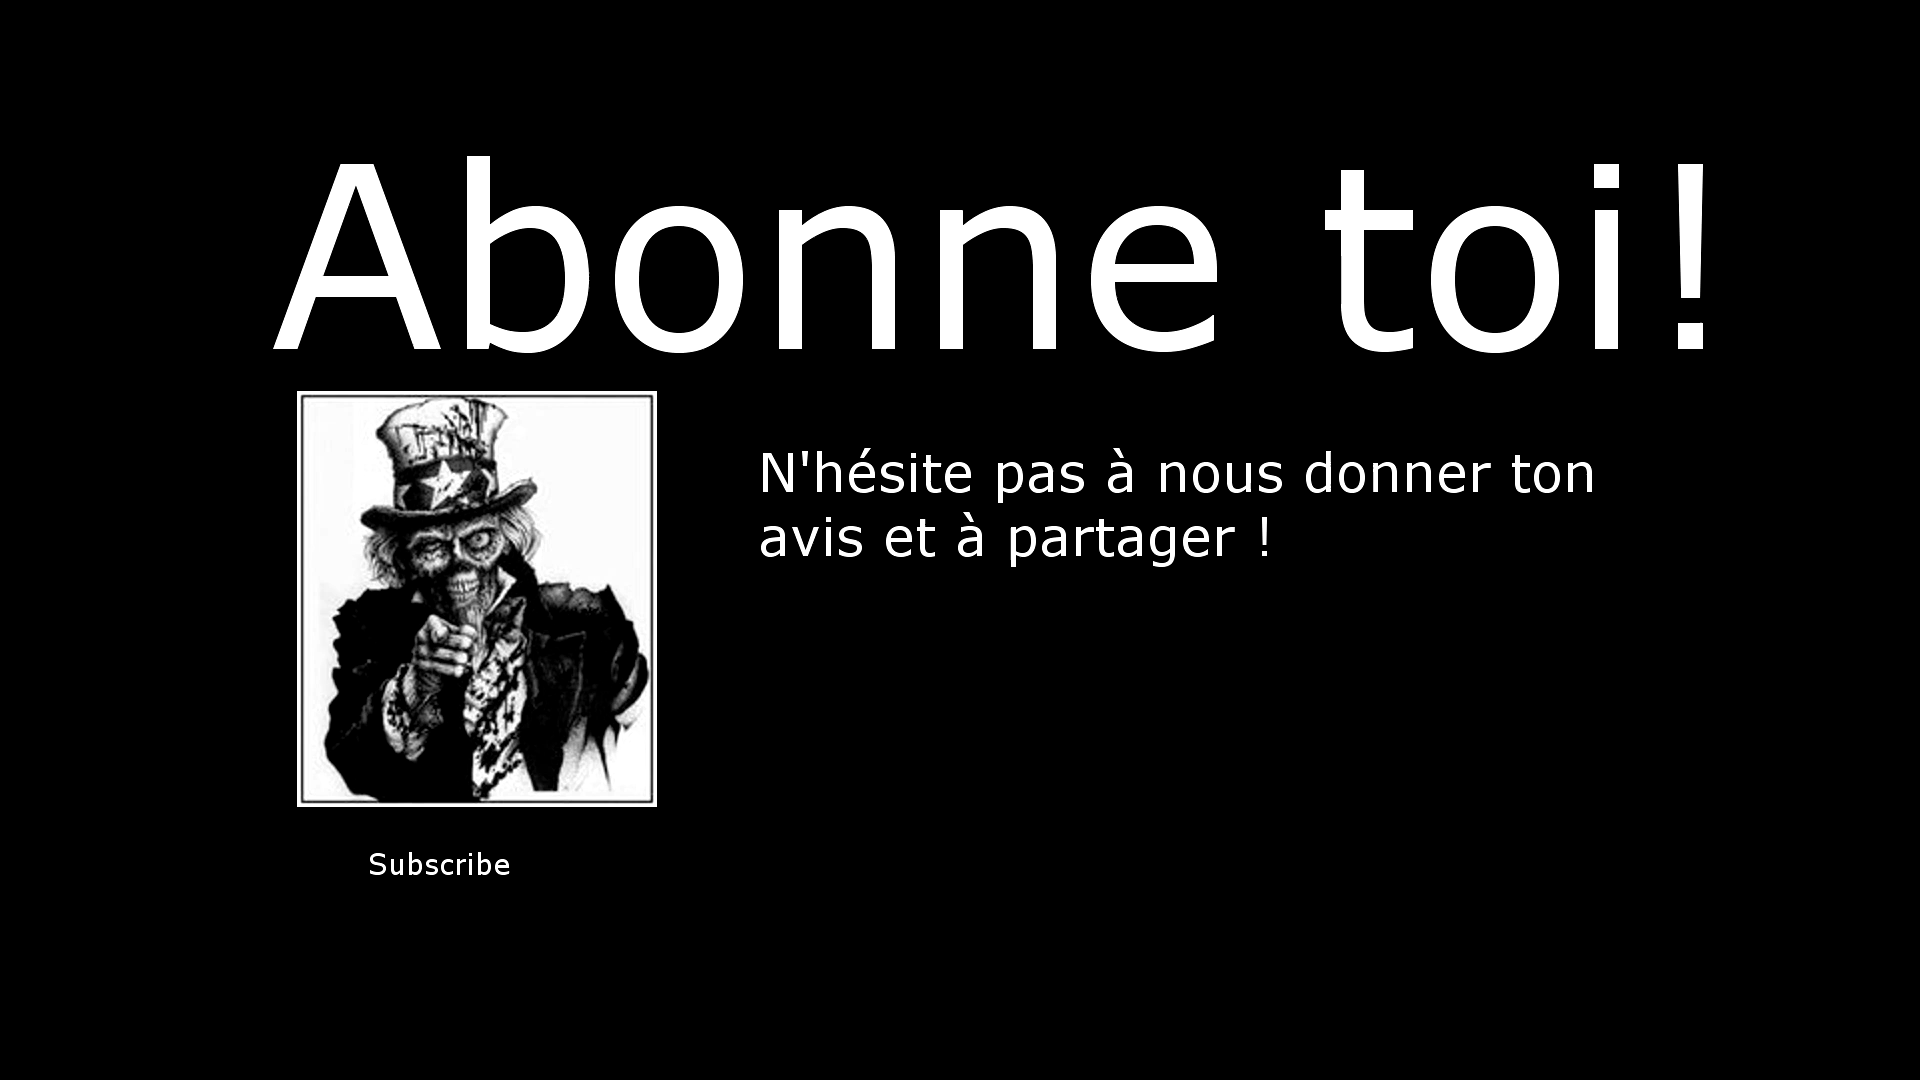 Abonne toi!
N'hésite pas à nous donner ton
avis et à partager !
Subscribe